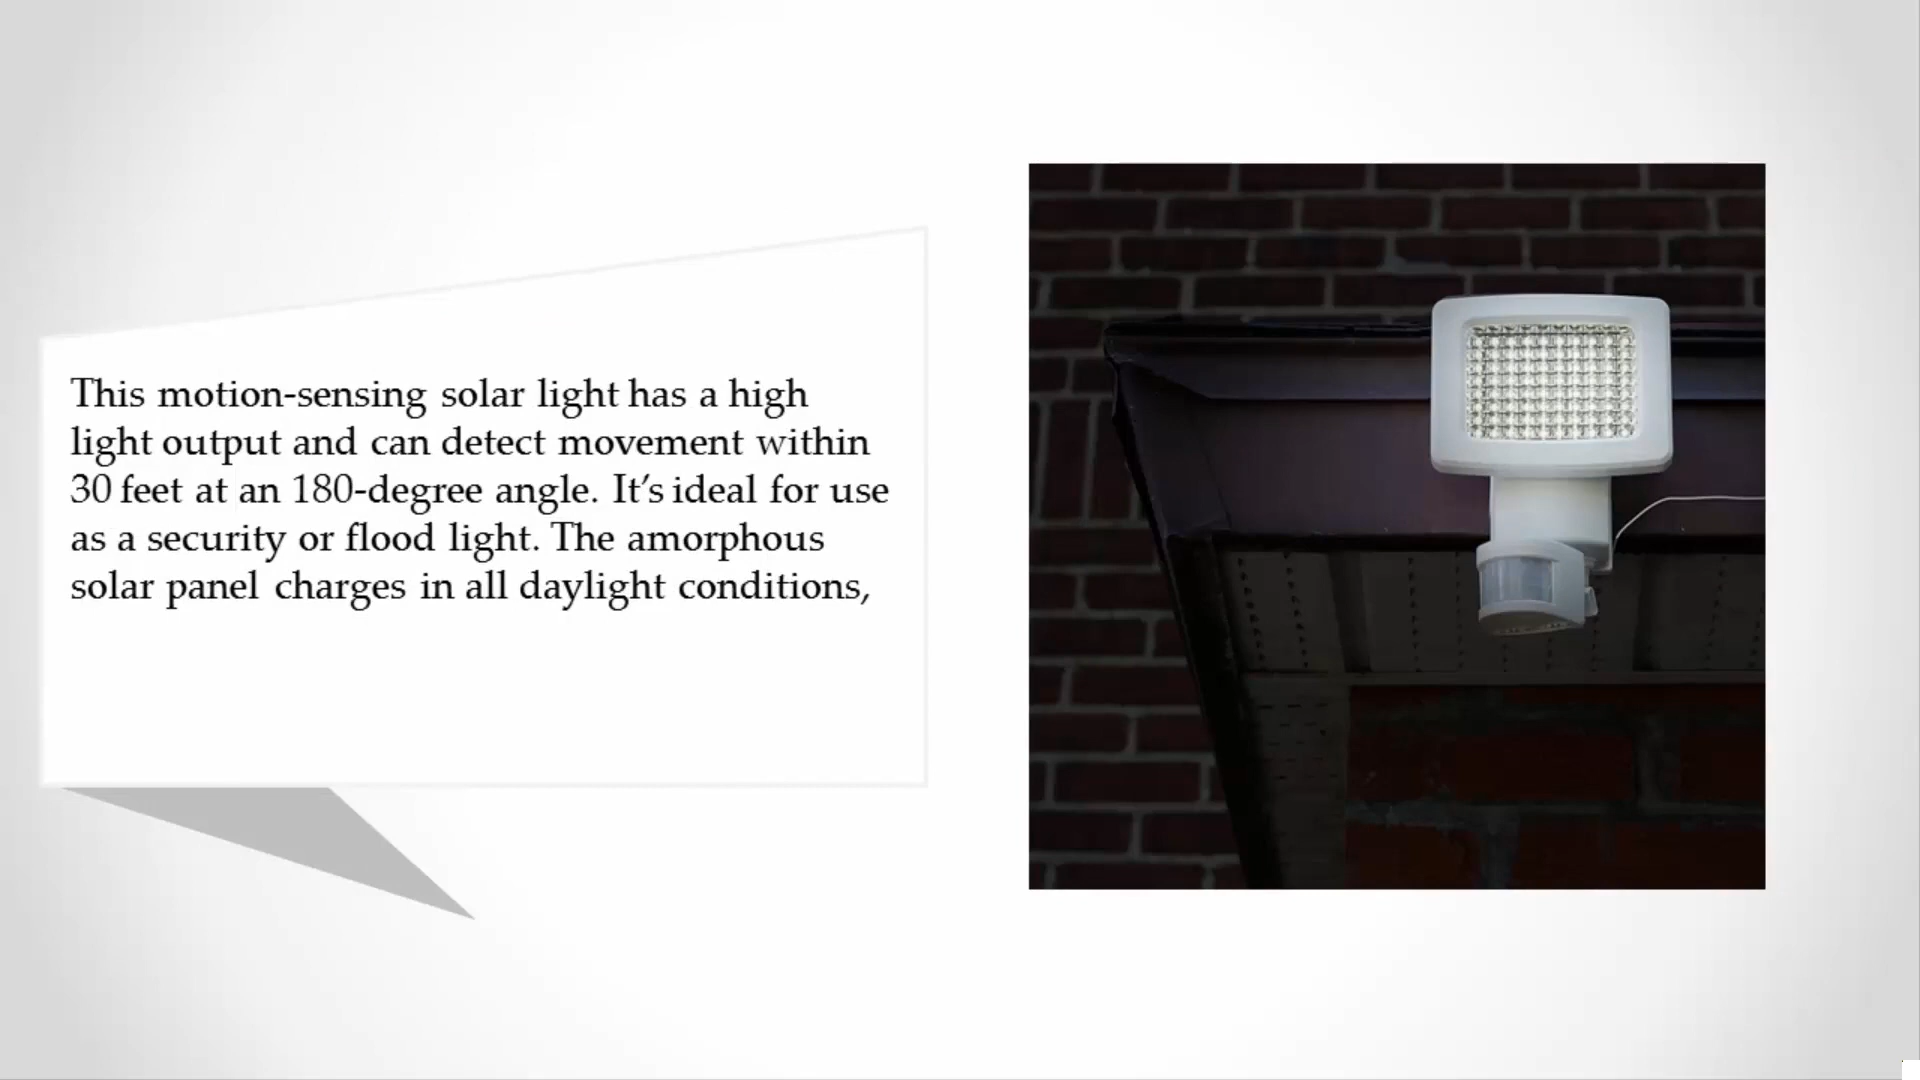 This motion-sensing solar light has a high
light output and can detect movement within
30 feet at an 180-degree angle. It’s ideal for use
as a security or flood light. The amorphous
solar panel charges in all daylight conditions,